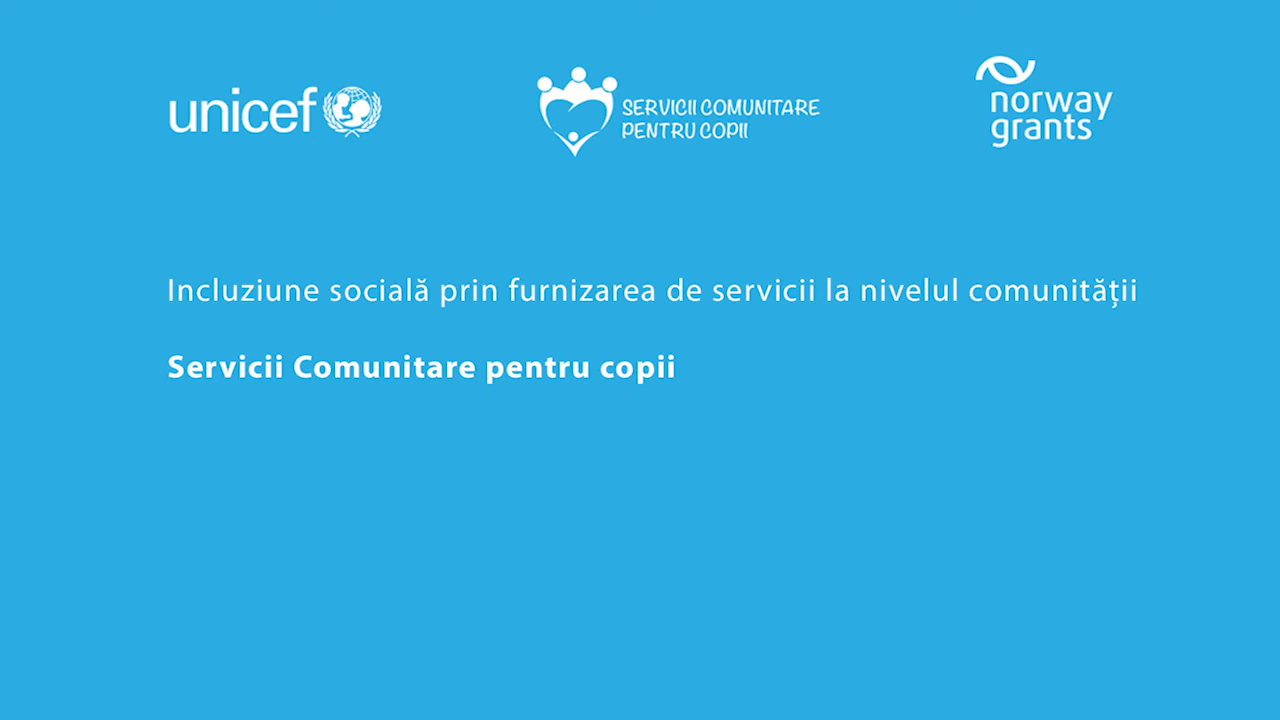 unicef
SERVICII COMUNITARE
PENTRU COPII
norway
grants
Incluziune socială prin furnizarea de servicii la nivelul comunității
Servicii Comunitare pentru copii